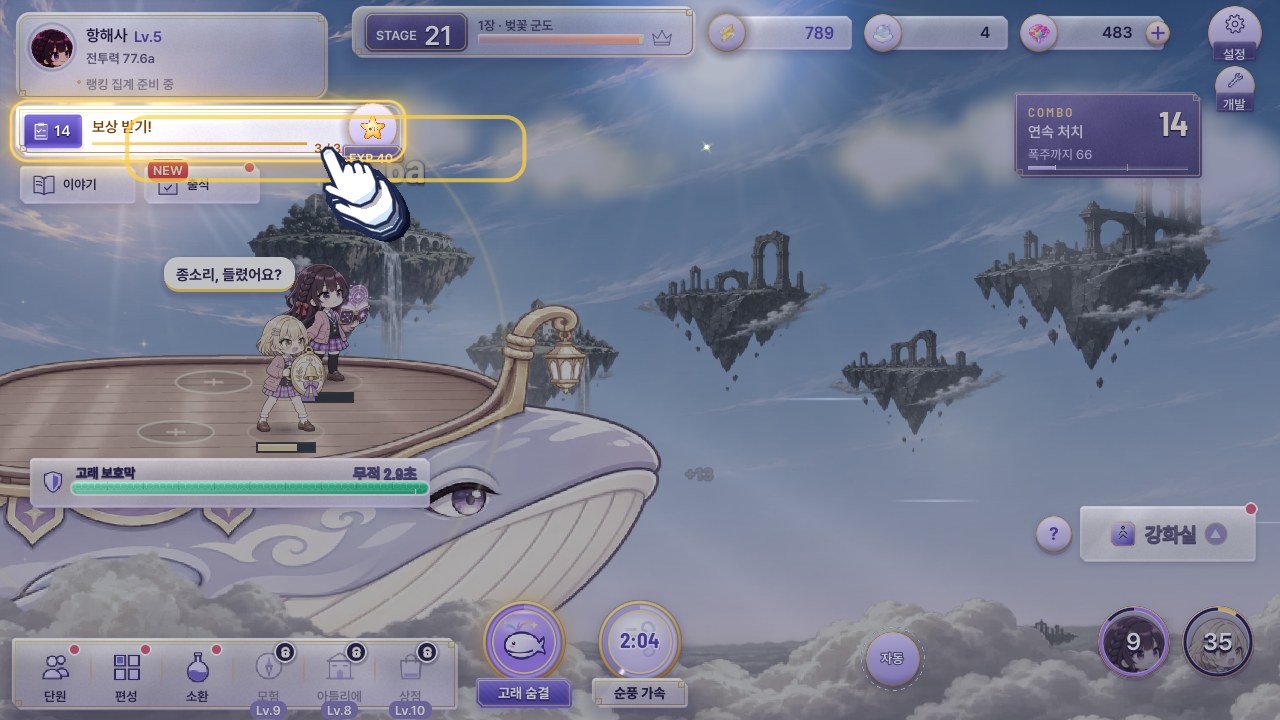 항해사 Lv.5
전투력 77.6a
랭킹 집계 준비 중
STAGE 21
1장 · 벚꽃 군도
789
4
483
설정
개발
14
보상 받기!
EXP 40
COMBO
연속 처치
14
폭주까지 66
NEW
이야기
출석
종소리, 들렸어요?
고래 보호막
무적 2.9초
+13
?
강화실
2:04
고래 숨결
순풍 가속
자동
9
35
단원
편성
소환
모험
Lv.9
아틀리에
Lv.8
상점
Lv.10